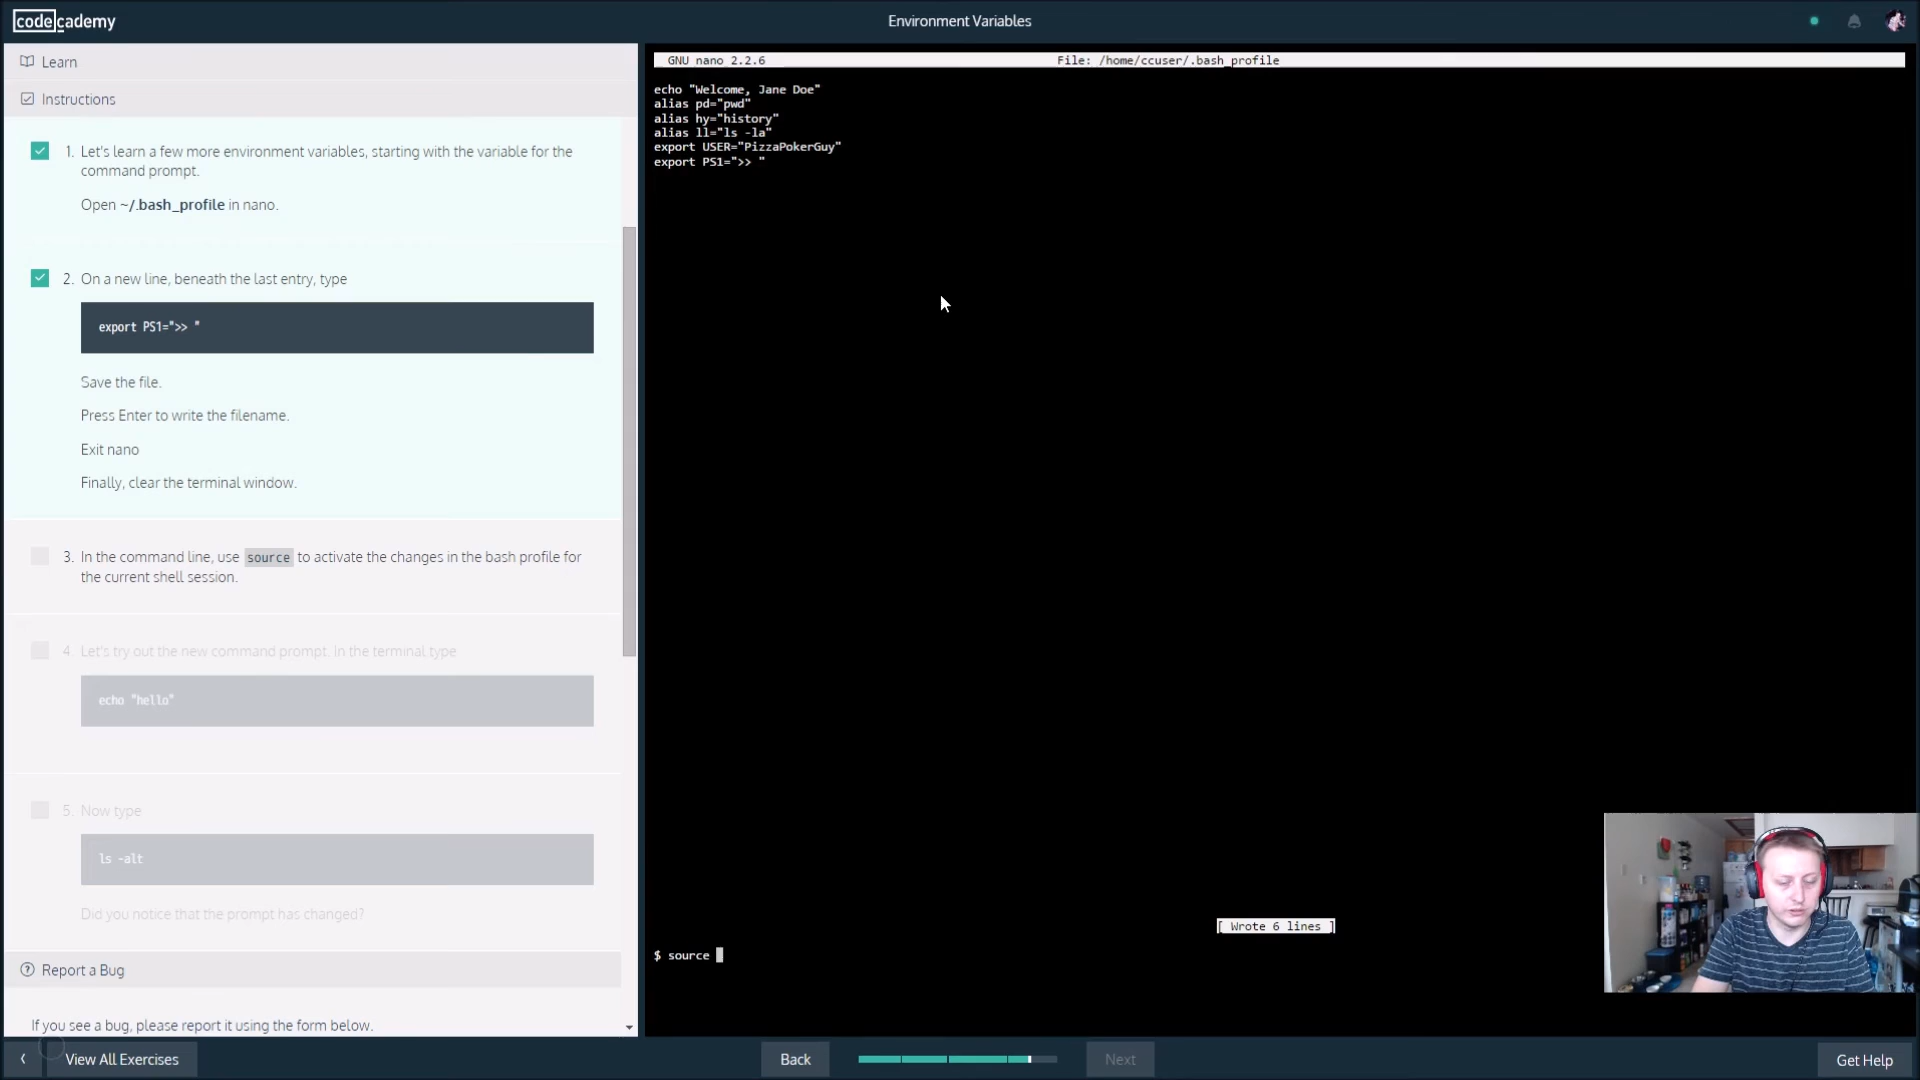 codecademy
Environment Variables
Learn
Instructions
1. Let's learn a few more environment variables, starting with the variable for the
command prompt.
Open ~/.bash_profile in nano.
2. On a new line, beneath the last entry, type
export PS1=">> "
Save the file.
Press Enter to write the filename.
Exit nano
Finally, clear the terminal window.
3. In the command line, use source to activate the changes in the bash profile for
the current shell session.
4. Let's try out the new command prompt. In the terminal type
echo "hello"
5. Now type
ls -alt
Did you notice that the prompt has changed?
Report a Bug
If you see a bug, please report it using the form below.
GNU nano 2.2.6 File: /home/ccuser/.bash_profile
echo "Welcome, Jane Doe"
alias pd="pwd"
alias hy="history"
alias ll="ls -la"
export USER="PizzaPokerGuy"
export PS1=">> "
[ Wrote 6 lines ]
$ source
View All Exercises
Back
Next
Get Help